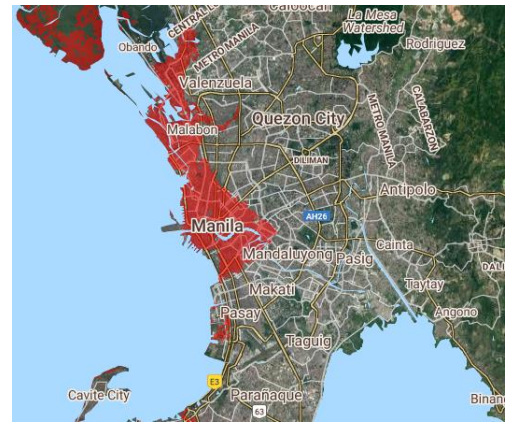 CENTRAL
Caloocan
La Mesa
Watershed
Obando
METRO MANILA
Rodriguez
Valenzuela
METRO MANILA
CALABARZON
Malabon
Quezon City
DILIMAN
Antipolo
Manila
AH26
Cainta
Mandaluyong
Pasig
Makati
Taytay
Pasay
Angono
Taguig
E3
Cavite City
Parañaque
63